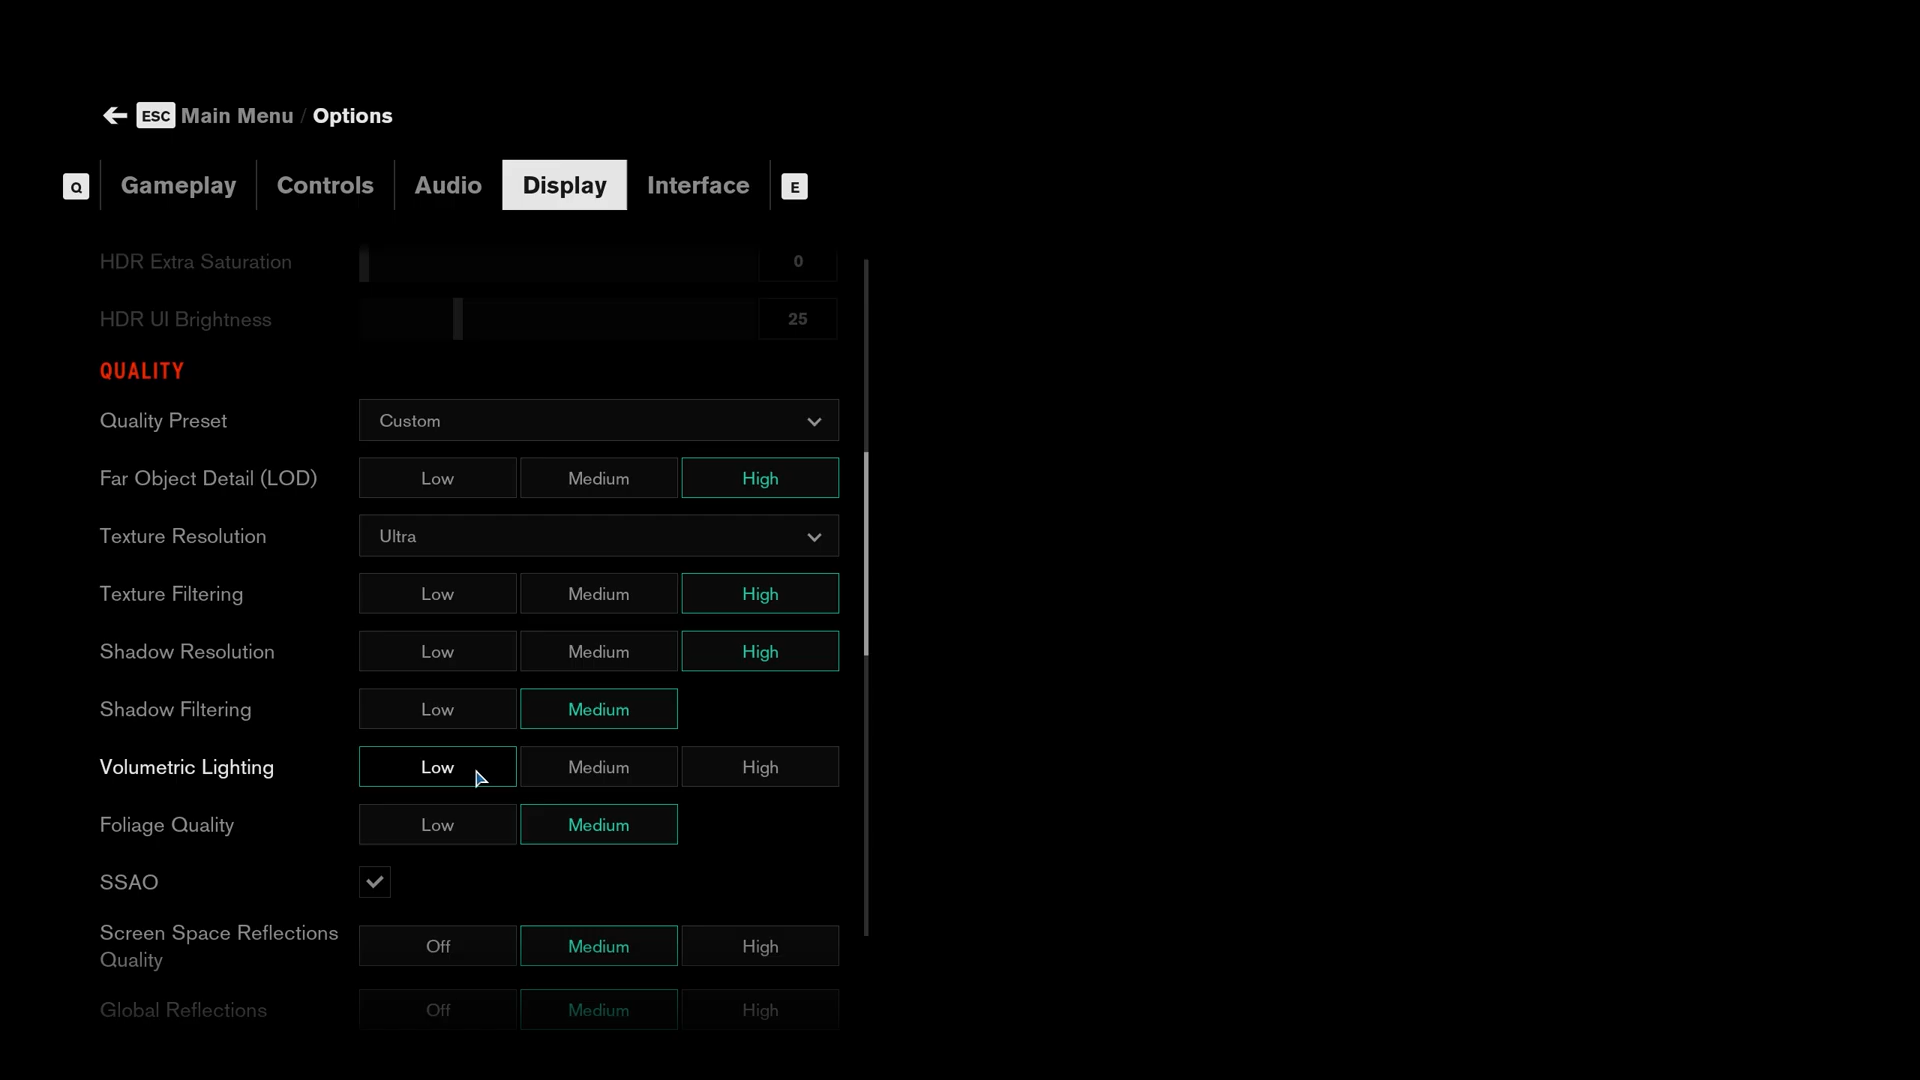 ESC Main Menu / Options
Q Gameplay Controls Audio Display Interface E
HDR Extra Saturation 0
HDR UI Brightness 25
QUALITY
Quality Preset Custom
Far Object Detail (LOD) Low Medium High
Texture Resolution Ultra
Texture Filtering Low Medium High
Shadow Resolution Low Medium High
Shadow Filtering Low Medium
Volumetric Lighting Low Medium High
Foliage Quality Low Medium
SSAO
Screen Space Reflections
Quality Off Medium High
Global Reflections Off Medium High